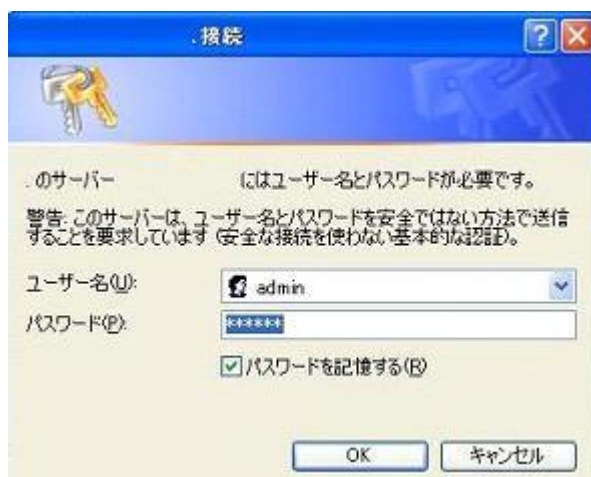 .接続
. のサーバー にはユーザー名とパスワードが必要です。
警告: このサーバーは、ユーザー名とパスワードを安全ではない方法で送信
することを要求しています (安全な接続を使わない基本的な認証)。
ユーザー名(U):
admin
パスワード(P):
******
パスワードを記憶する(R)
OK キャンセル